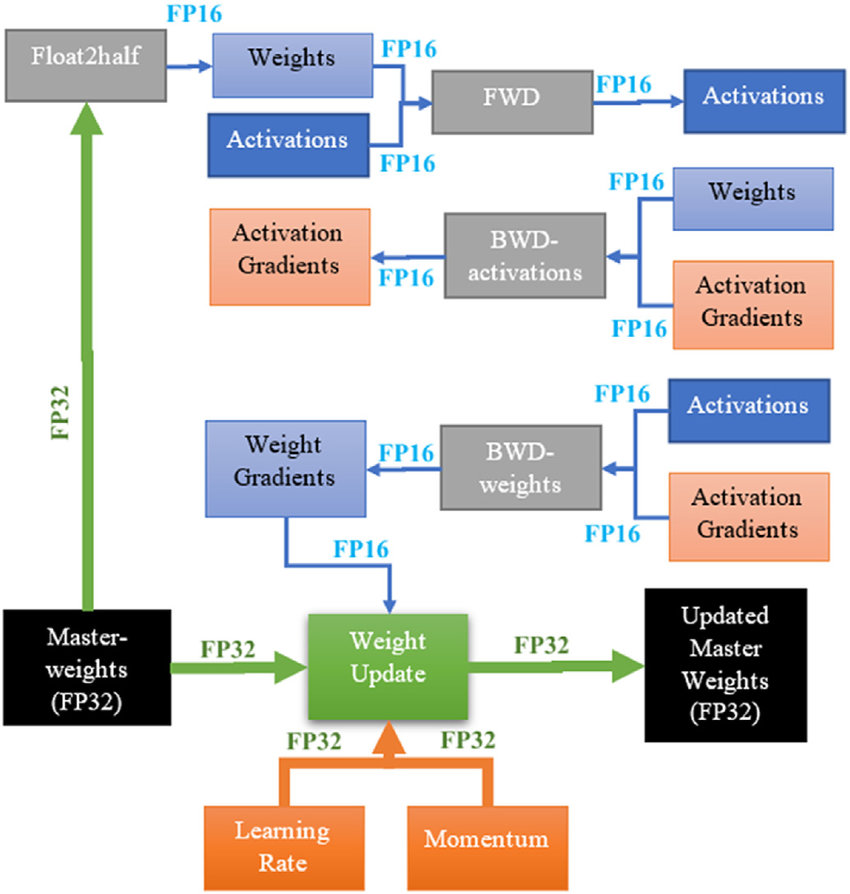 FP16
Float2half
Weights
FP16
FWD
FP16
Activations
Activations
FP16
FP16
Weights
Activation
Gradients
FP16
BWD-
activations
Activation
Gradients
FP16
FP32
FP16
Activations
Weight
Gradients
FP16
BWD-
weights
Activation
Gradients
FP16
FP16
Master-
weights
(FP32)
FP32
Weight
Update
FP32
Updated
Master
Weights
(FP32)
FP32
FP32
Learning
Rate
Momentum